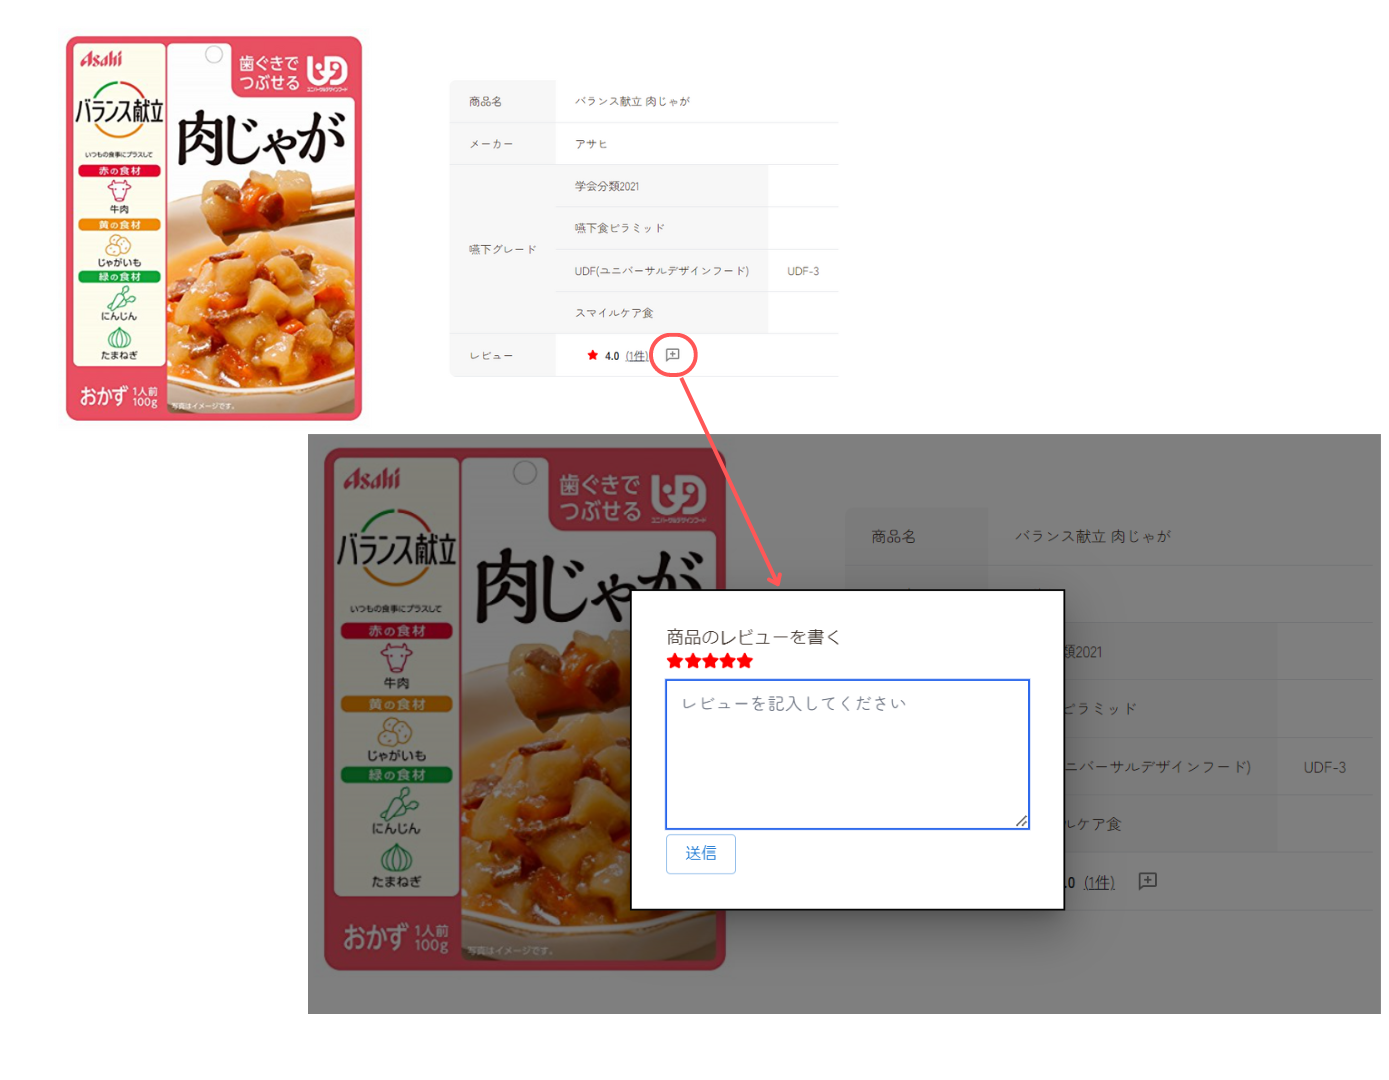 Asahi
バランス献立
いつもの食事にプラスして
赤の食材
牛肉
黄の食材
じゃがいも
緑の食材
にんじん
たまねぎ
おかず 1人前 100g
歯ぐきで
つぶせる
ユニバーサルデザインフード
肉じゃが
写真はイメージです。
商品名 バランス献立 肉じゃが
メーカー アサヒ
嚥下グレード
学会分類2021
嚥下食ピラミッド
UDF(ユニバーサルデザインフード) UDF-3
スマイルケア食
レビュー 4.0 (1件)
Asahi
バランス献立
いつもの食事にプラスして
赤の食材
牛肉
黄の食材
じゃがいも
緑の食材
にんじん
たまねぎ
おかず 1人前 100g
歯ぐきで
つぶせる
ユニバーサルデザインフード
肉じゃが
写真はイメージです。
商品名 バランス献立 肉じゃが
類2021
ピラミッド
ニバーサルデザインフード) UDF-3
ルケア食
.0 (1件)
商品のレビューを書く
レビューを記入してください
送信